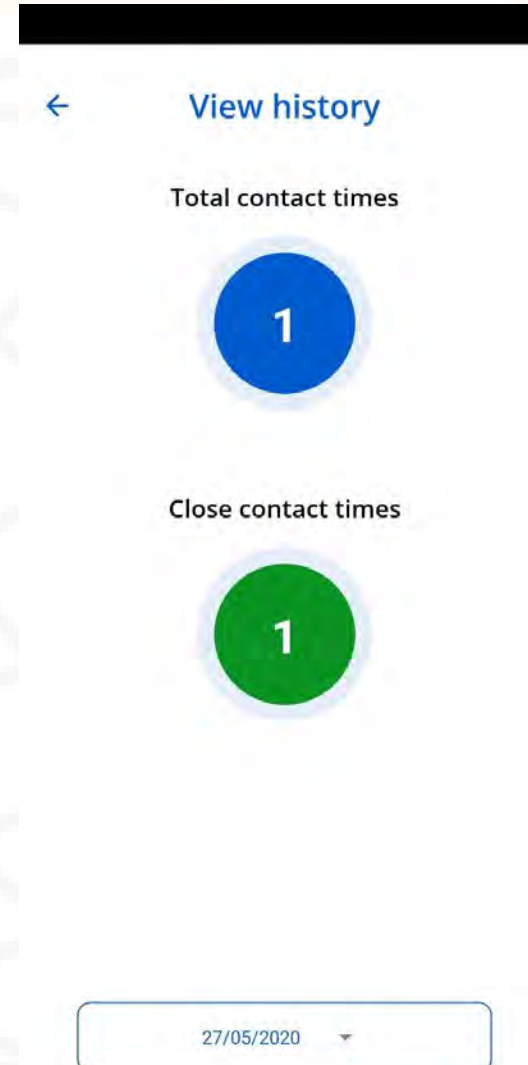 View history
Total contact times
1
Close contact times
1
27/05/2020